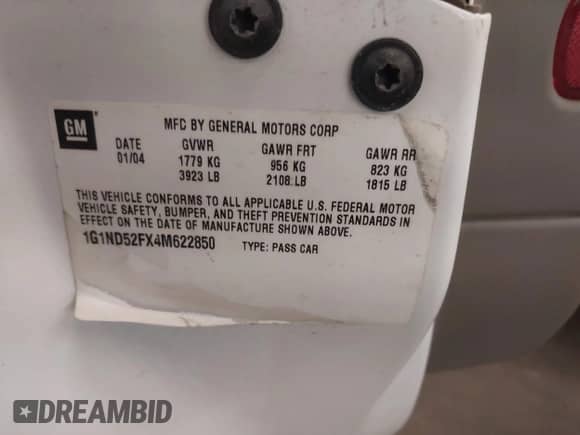 GM
MFD BY GENERAL MOTORS CORP
DATE GVWR GAWR FRT GAWR RR
01/04 1779 KG 956 KG 823 KG
3923 LB 2108 LB 1815 LB
THIS VEHICLE CONFORMS TO ALL APPLICABLE U.S. FEDERAL MOTOR
VEHICLE SAFETY, BUMPER, AND THEFT PREVENTION STANDARDS IN
EFFECT ON THE DATE OF MANUFACTURE SHOWN ABOVE.
1G1ND52FX4M622850 TYPE: PASS CAR
DREAMBID